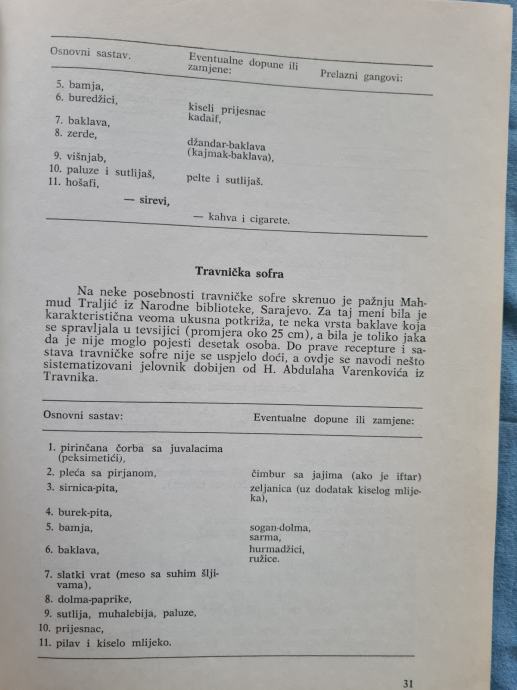 Osnovni sastav. Eventualne dopune ili zamjene: Prelazni gangovi:
5. bamja,
6. buredžici, kiseli prijesnac
7. baklava, kadaif,
8. zerde, džandar-baklava
9. višnjab, (kajmak-baklava),
10. paluze i sutlijaš, pelte i sutlijaš.
11. hošafi,
— sirevi,
— kahva i cigarete.
Travnička sofra
Na neke posebnosti travničke sofre skrenuo je pažnju Mah-
mud Traljić iz Narodne biblioteke, Sarajevo. Za taj meni bila je
karakteristična veoma ukusna potkriža, te neka vrsta baklave koja
se spravljala u tevsijici (promjera oko 25 cm), a bila je toliko jaka
da je nije moglo pojesti desetak osoba. Do prave recepture i sa-
stava travničke sofre nije se uspjelo doći, a ovdje se navodi nešto
sistematizovani jelovnik dobijen od H. Abdulaha Varenkovića iz
Travnika.
Osnovni sastav: Eventualne dopune ili zamjene:
1. pirinčana čorba sa juvalacima
(peksimetići),
2. pleća sa pirjanom, čimbur sa jajima (ako je iftar)
3. sirnica-pita, zeljanica (uz dodatak kiselog mlije-
ka),
4. burek-pita,
5. bamja, sogan-dolma,
sarma,
6. baklava, hurmadžici,
ružice.
7. slatki vrat (meso sa suhim šlji-
vama),
8. dolma-paprike,
9. sutlija, muhalebija, paluze,
10. prijesnac,
11. pilav i kiselo mlijeko.
31